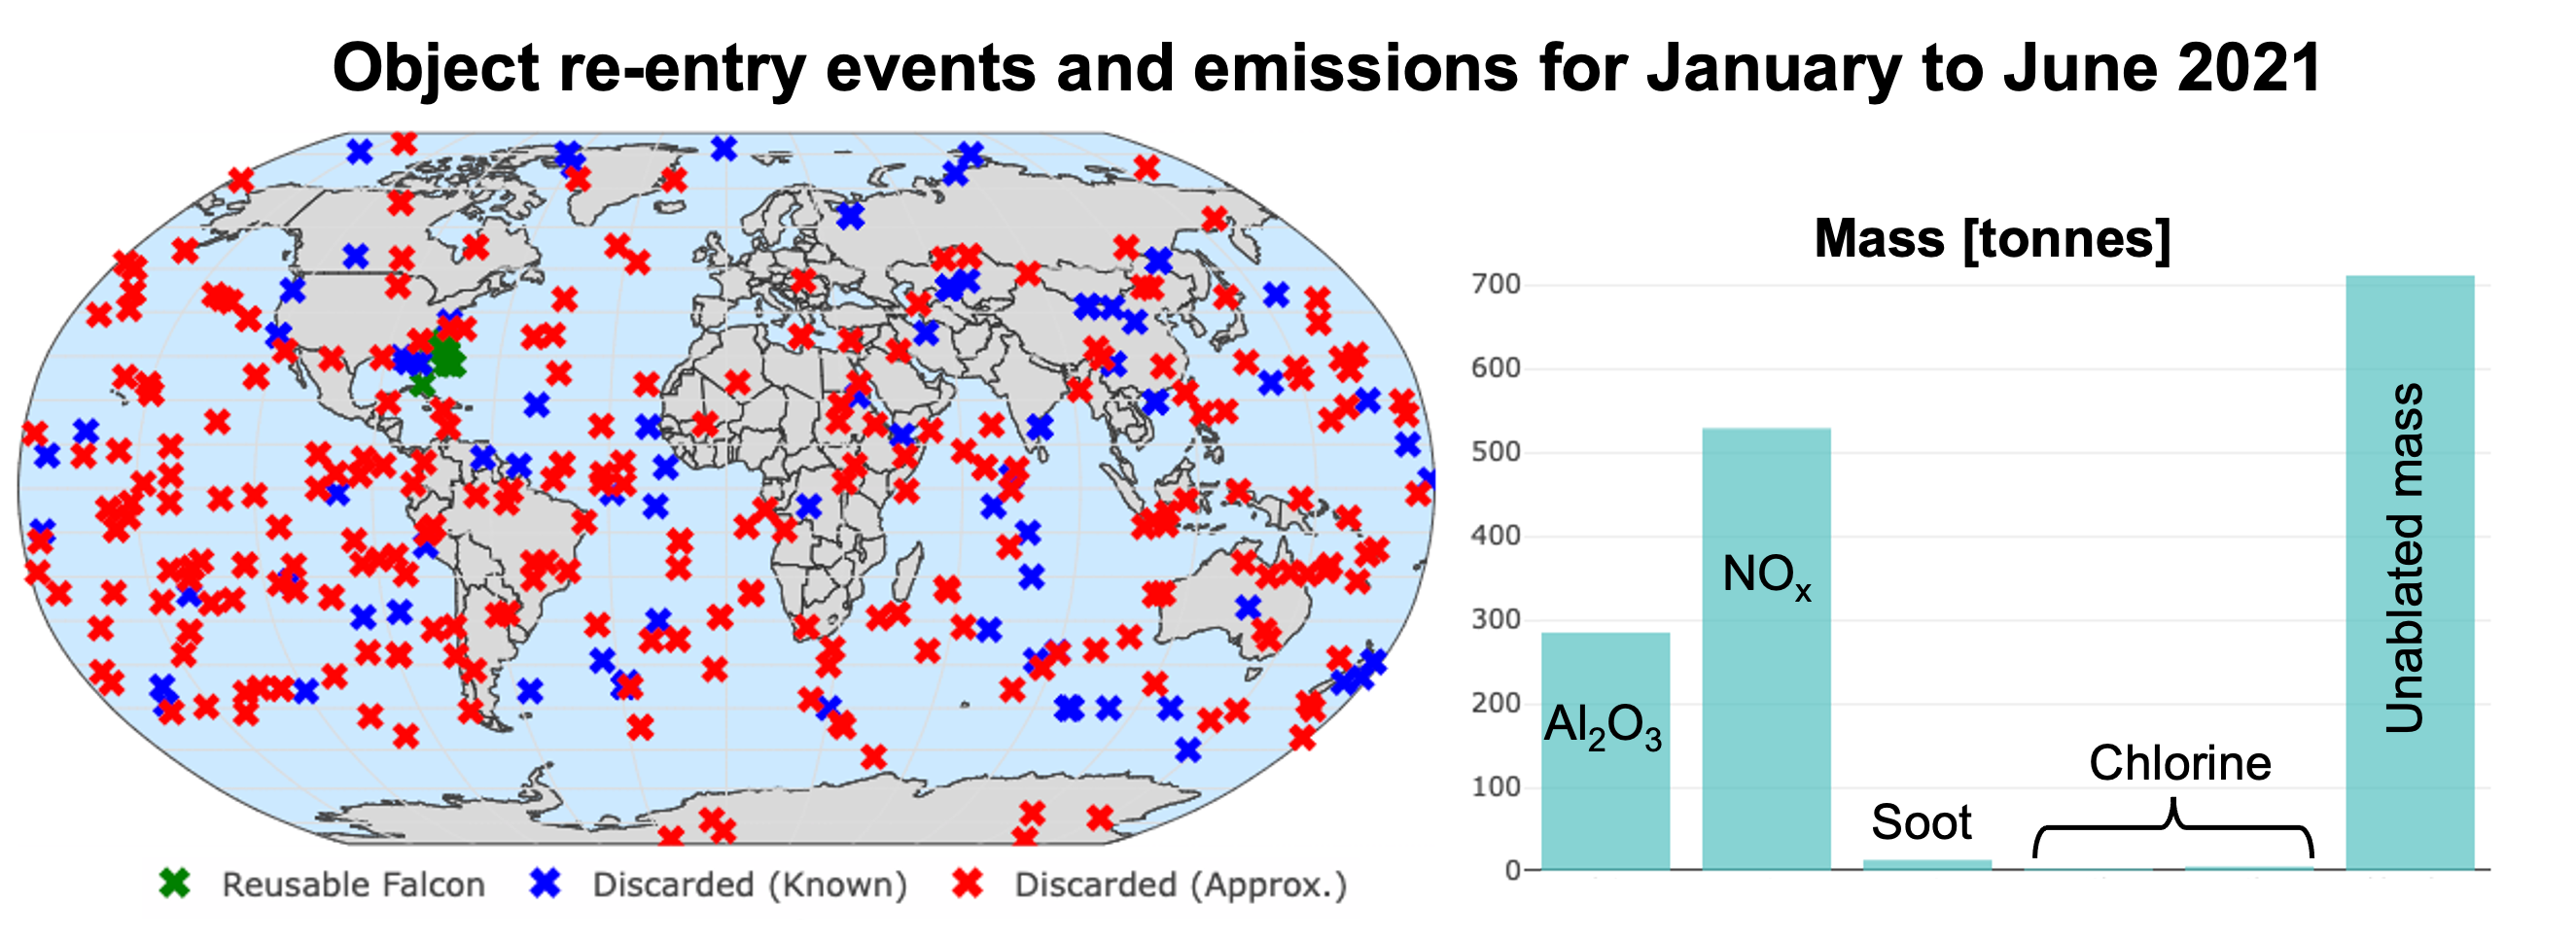 Object re-entry events and emissions for January to June 2021
Reusable Falcon
Discarded (Known)
Discarded (Approx.)
Mass [tonnes]
700
600
500
400
300
200
100
0
Al₂O₃
NOₓ
Soot
Chlorine
Unablated mass